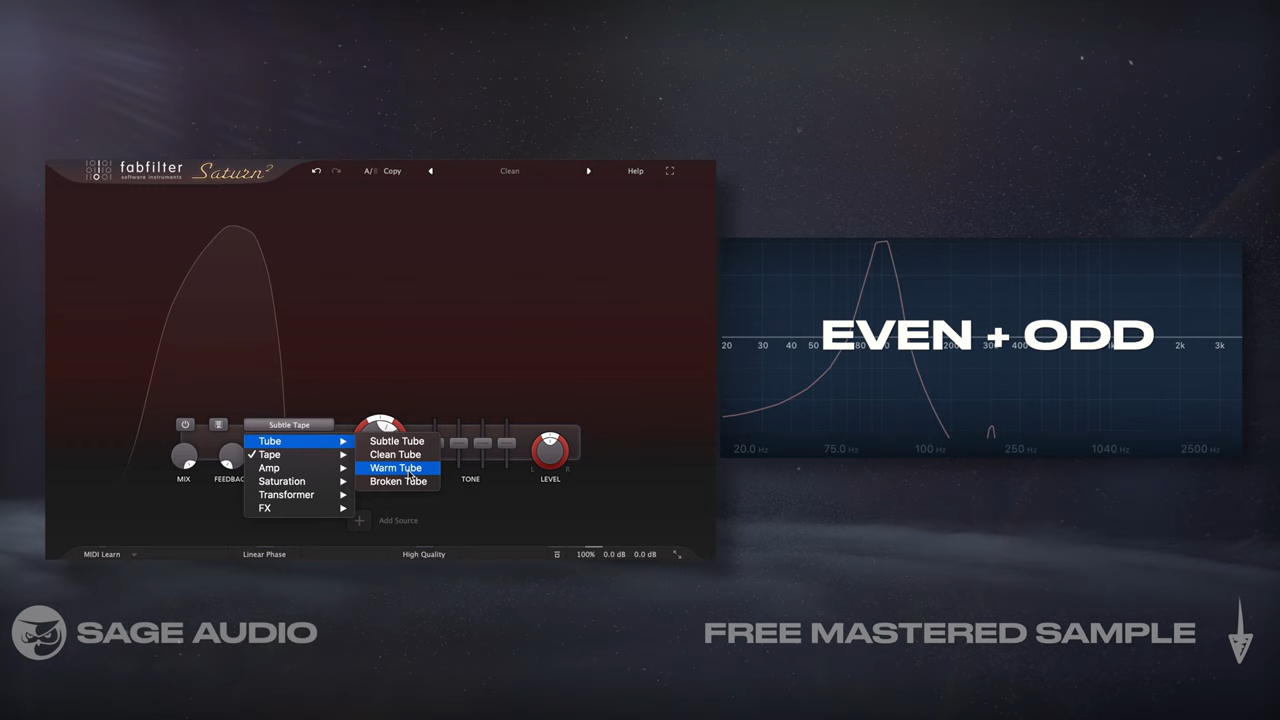 fabfilter
software instruments
Saturn 2
A/B
Copy
Clean
Help
Subtle Tape
Tube
✓ Tape
Amp
Saturation
Transformer
FX
Subtle Tube
Clean Tube
Warm Tube
Broken Tube
MIX
FEEDBAC
TONE
L
R
LEVEL
+ Add Source
MIDI Learn
Linear Phase
High Quality
100%
0.0 dB
0.0 dB
EVEN + ODD
20
30
40
50
80
2k
3k
20.0 Hz
75.0 Hz
100 Hz
250 Hz
1040 Hz
2500 Hz
SAGE AUDIO
FREE MASTERED SAMPLE